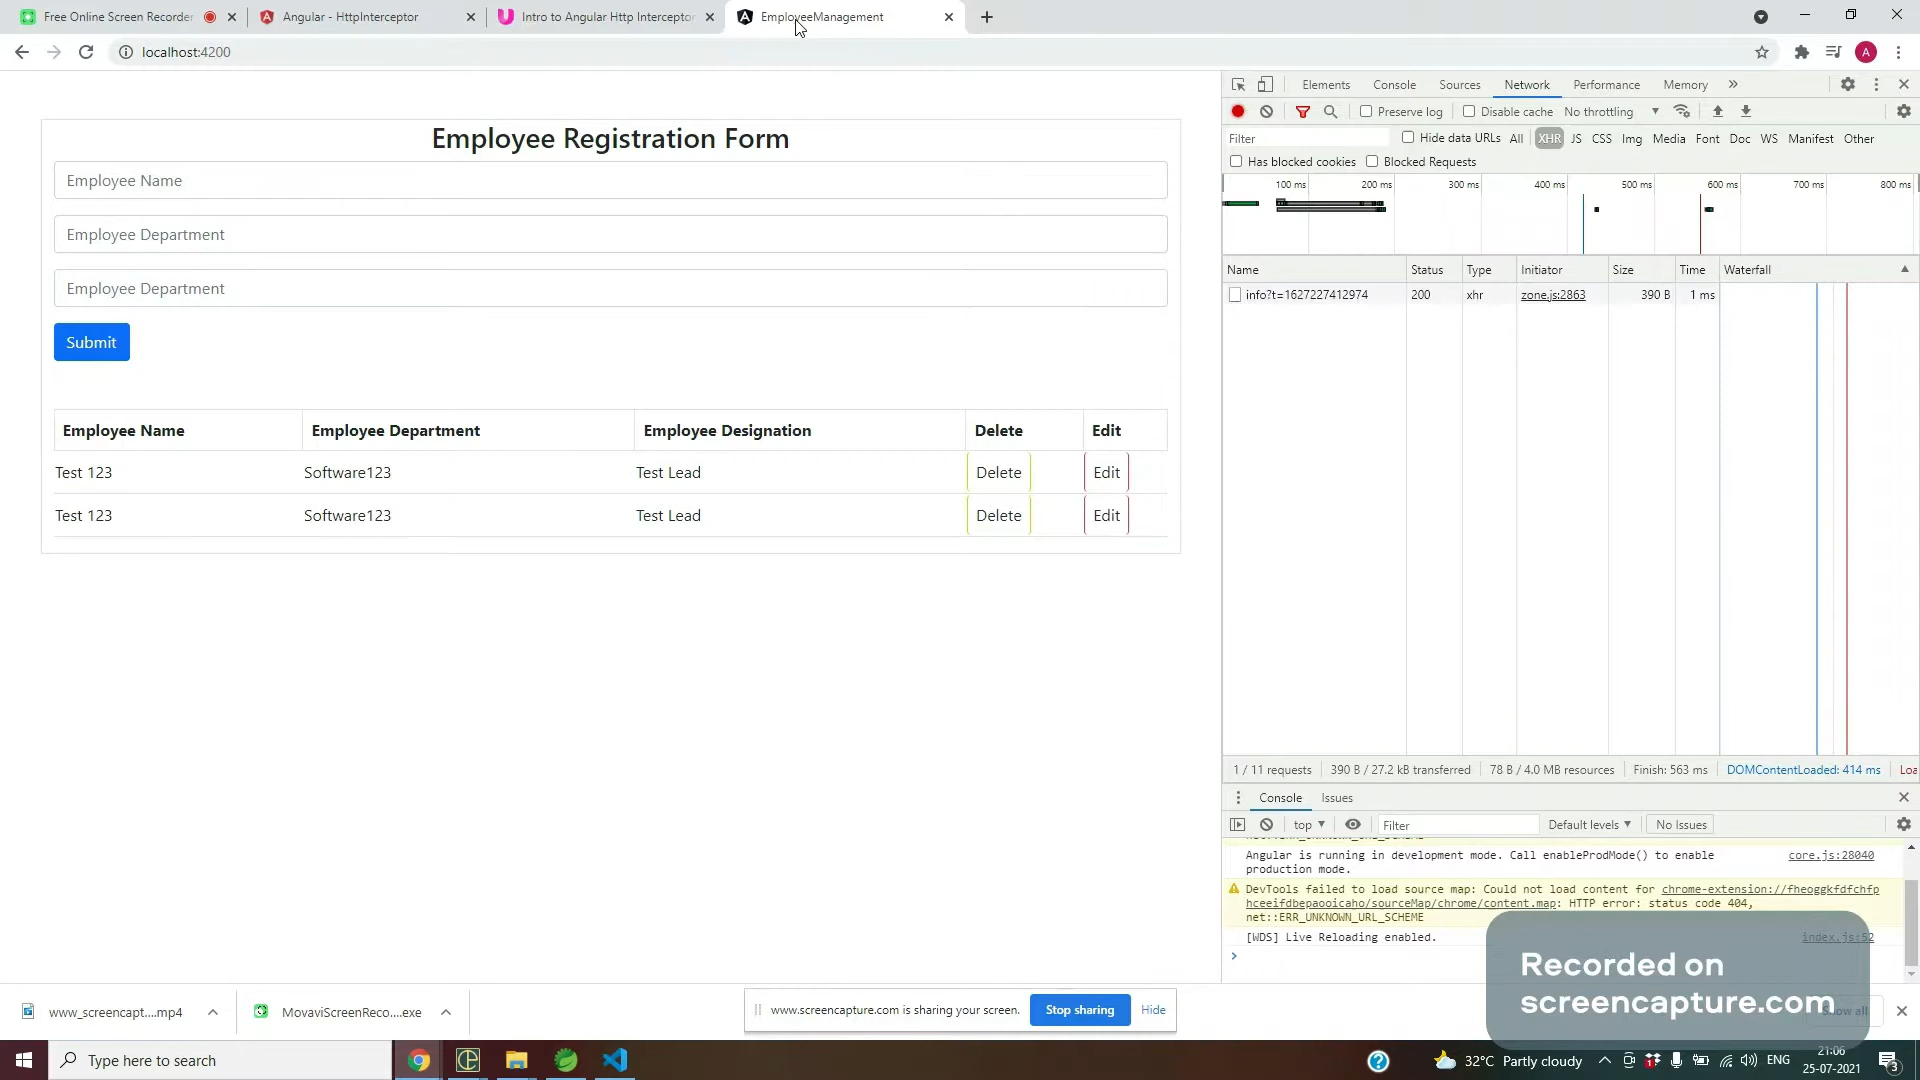 Free Online Screen Recorder
Angular - HttpInterceptor
Intro to Angular Http Interceptor
EmployeeManagement
localhost:4200
A
Elements Console Sources Network Performance Memory
Preserve log Disable cache No throttling
Filter Hide data URLs All XHR JS CSS Img Media Font Doc WS Manifest Other
Has blocked cookies Blocked Requests
100 ms 200 ms 300 ms 400 ms 500 ms 600 ms 700 ms 800 ms
Name Status Type Initiator Size Time Waterfall
info?t=1627227412974 200 xhr zone.js:2863 390 B 1 ms
Employee Registration Form
Employee Name
Employee Department
Employee Department
Submit
Employee Name Employee Department Employee Designation Delete Edit
Test 123 Software123 Test Lead Delete Edit
Test 123 Software123 Test Lead Delete Edit
1 / 11 requests 390 B / 27.2 kB transferred 78 B / 4.0 MB resources Finish: 563 ms DOMContentLoaded: 414 ms Loa
Console Issues
top Filter Default levels No Issues
Angular is running in development mode. Call enableProdMode() to enable core.js:28040
production mode.
DevTools failed to load source map: Could not load content for chrome-extension://fheoggkfdfchfp
hceeifdbepaooicaho/sourceMap/chrome/content.map: HTTP error: status code 404,
net::ERR_UNKNOWN_URL_SCHEME
[WDS] Live Reloading enabled. index.js:52
Recorded on
screencapture.com
www_screencapt....mp4
MovaviScreenReco....exe
www.screencapture.com is sharing your screen. Stop sharing Hide
Show all
Type here to search
32°C Partly cloudy
ENG
21:06
25-07-2021
3